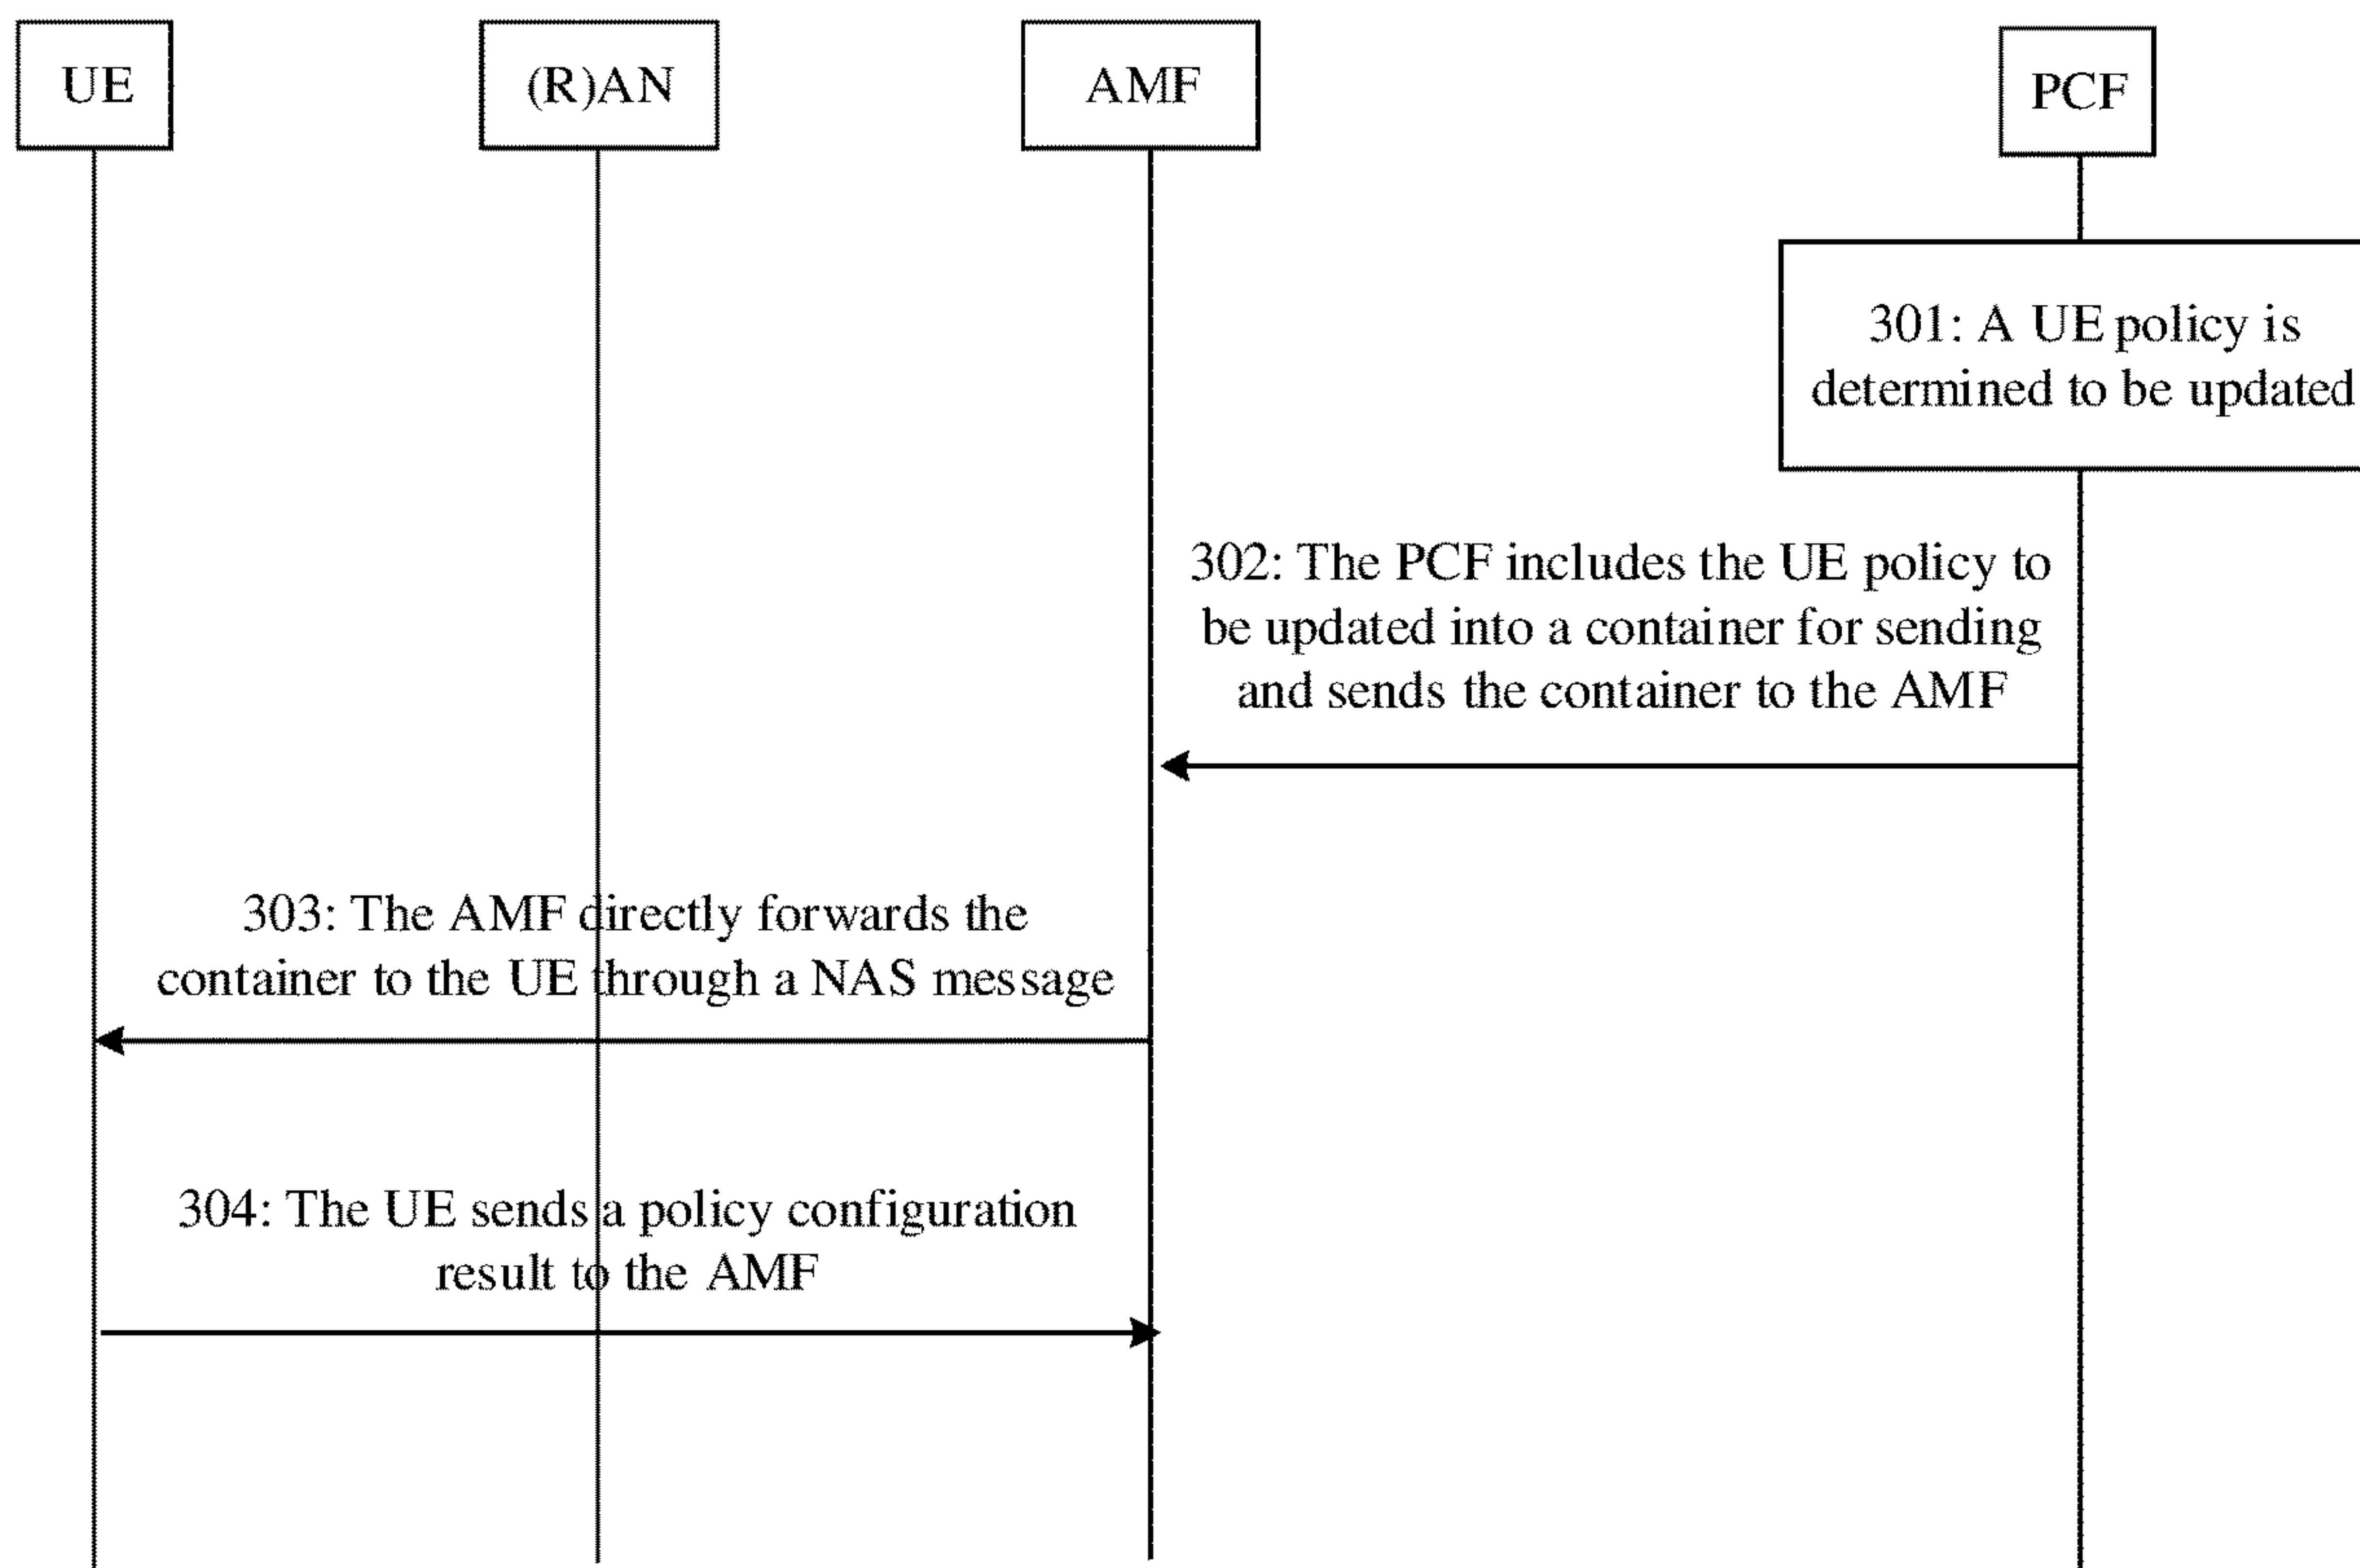 UE
(R)AN
AMF
PCF
301: A UE policy is
determined to be updated
302: The PCF includes the UE policy to
be updated into a container for sending
and sends the container to the AMF
303: The AMF directly forwards the
container to the UE through a NAS message
304: The UE sends a policy configuration
result to the AMF